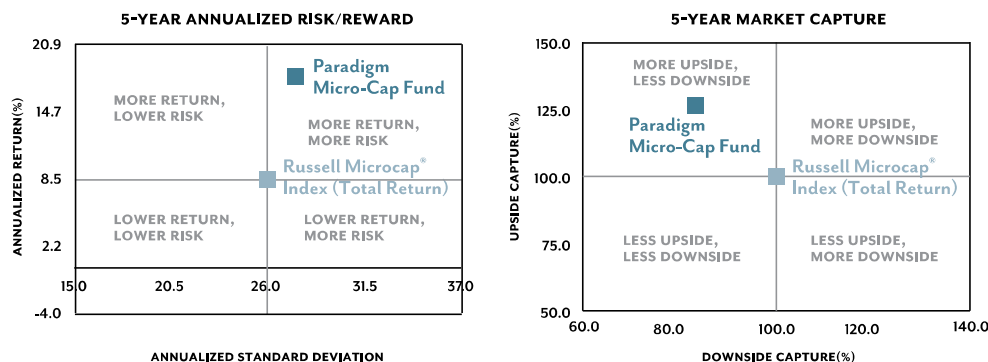 5-YEAR ANNUALIZED RISK/REWARD
20.9
14.7
8.5
2.2
-4.0
ANNUALIZED RETURN(%)
Paradigm
Micro-Cap Fund
MORE RETURN,
LOWER RISK
MORE RETURN,
MORE RISK
Russell Microcap®
Index (Total Return)
LOWER RETURN,
LOWER RISK
LOWER RETURN,
MORE RISK
15.0 20.5 26.0 31.5 37.0
ANNUALIZED STANDARD DEVIATION
5-YEAR MARKET CAPTURE
150.0
125.0
100.0
75.0
50.0
UPSIDE CAPTURE(%)
MORE UPSIDE,
LESS DOWNSIDE
Paradigm
Micro-Cap Fund
MORE UPSIDE,
MORE DOWNSIDE
Russell Microcap®
Index (Total Return)
LESS UPSIDE,
LESS DOWNSIDE
LESS UPSIDE,
MORE DOWNSIDE
60.0 80.0 100.0 120.0 140.0
DOWNSIDE CAPTURE(%)